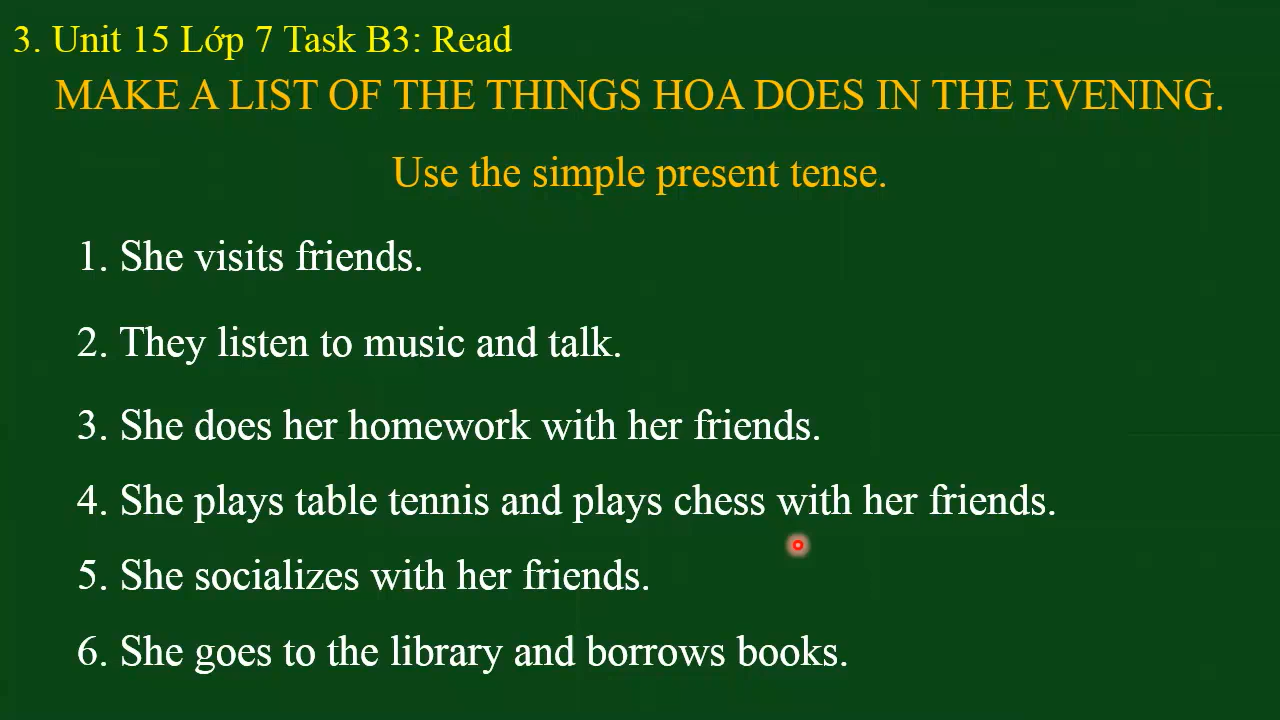 3. Unit 15 Lớp 7 Task B3: Read
MAKE A LIST OF THE THINGS HOA DOES IN THE EVENING.
Use the simple present tense.
1. She visits friends.
2. They listen to music and talk.
3. She does her homework with her friends.
4. She plays table tennis and plays chess with her friends.
5. She socializes with her friends.
6. She goes to the library and borrows books.